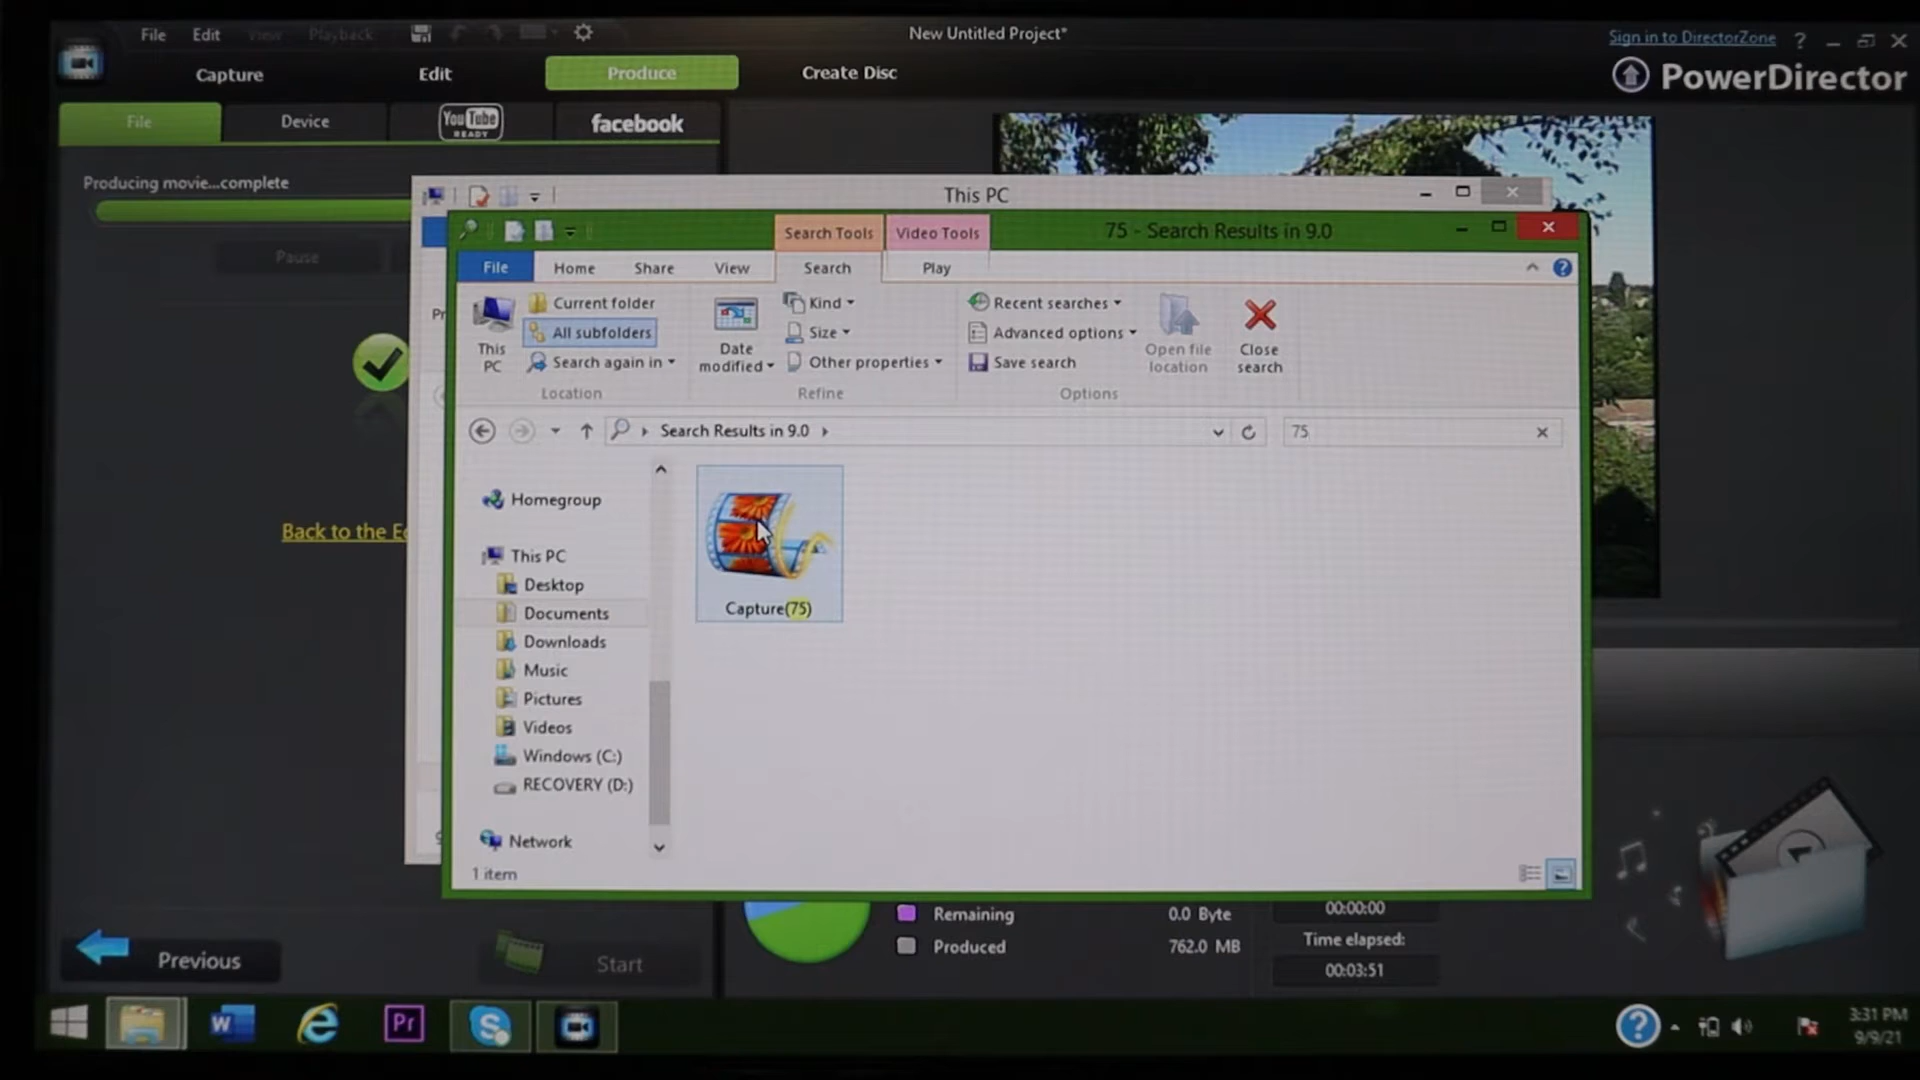 File Edit View Playback
New Untitled Project*
Sign in to DirectorZone ?
Capture Edit Produce Create Disc
PowerDirector
File Device YouTube READY facebook
Producing movie...complete
Pause
Back to the
Previous
Start
This PC
Search Tools Video Tools 75 - Search Results in 9.0
File Home Share View Search Play
This PC
Current folder
All subfolders
Search again in
Location
Date modified
Kind
Size
Other properties
Refine
Recent searches
Advanced options
Save search
Options
Open file location
Close search
Search Results in 9.0
75
Homegroup
This PC
Desktop
Documents
Downloads
Music
Pictures
Videos
Windows (C:)
RECOVERY (D:)
Network
Capture(75)
1 item
Remaining 0.0 Byte
Produced 762.0 MB
00:00:00
Time elapsed:
00:03:51
Pr
3:31 PM
9/9/21